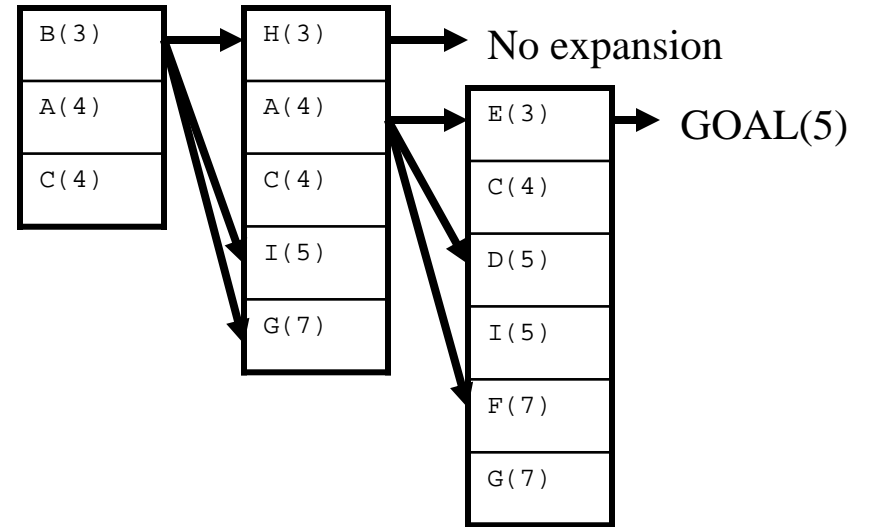 B(3)
A(4)
C(4)
H(3)
A(4)
C(4)
I(5)
G(7)
No expansion
E(3)
C(4)
D(5)
I(5)
F(7)
G(7)
GOAL(5)